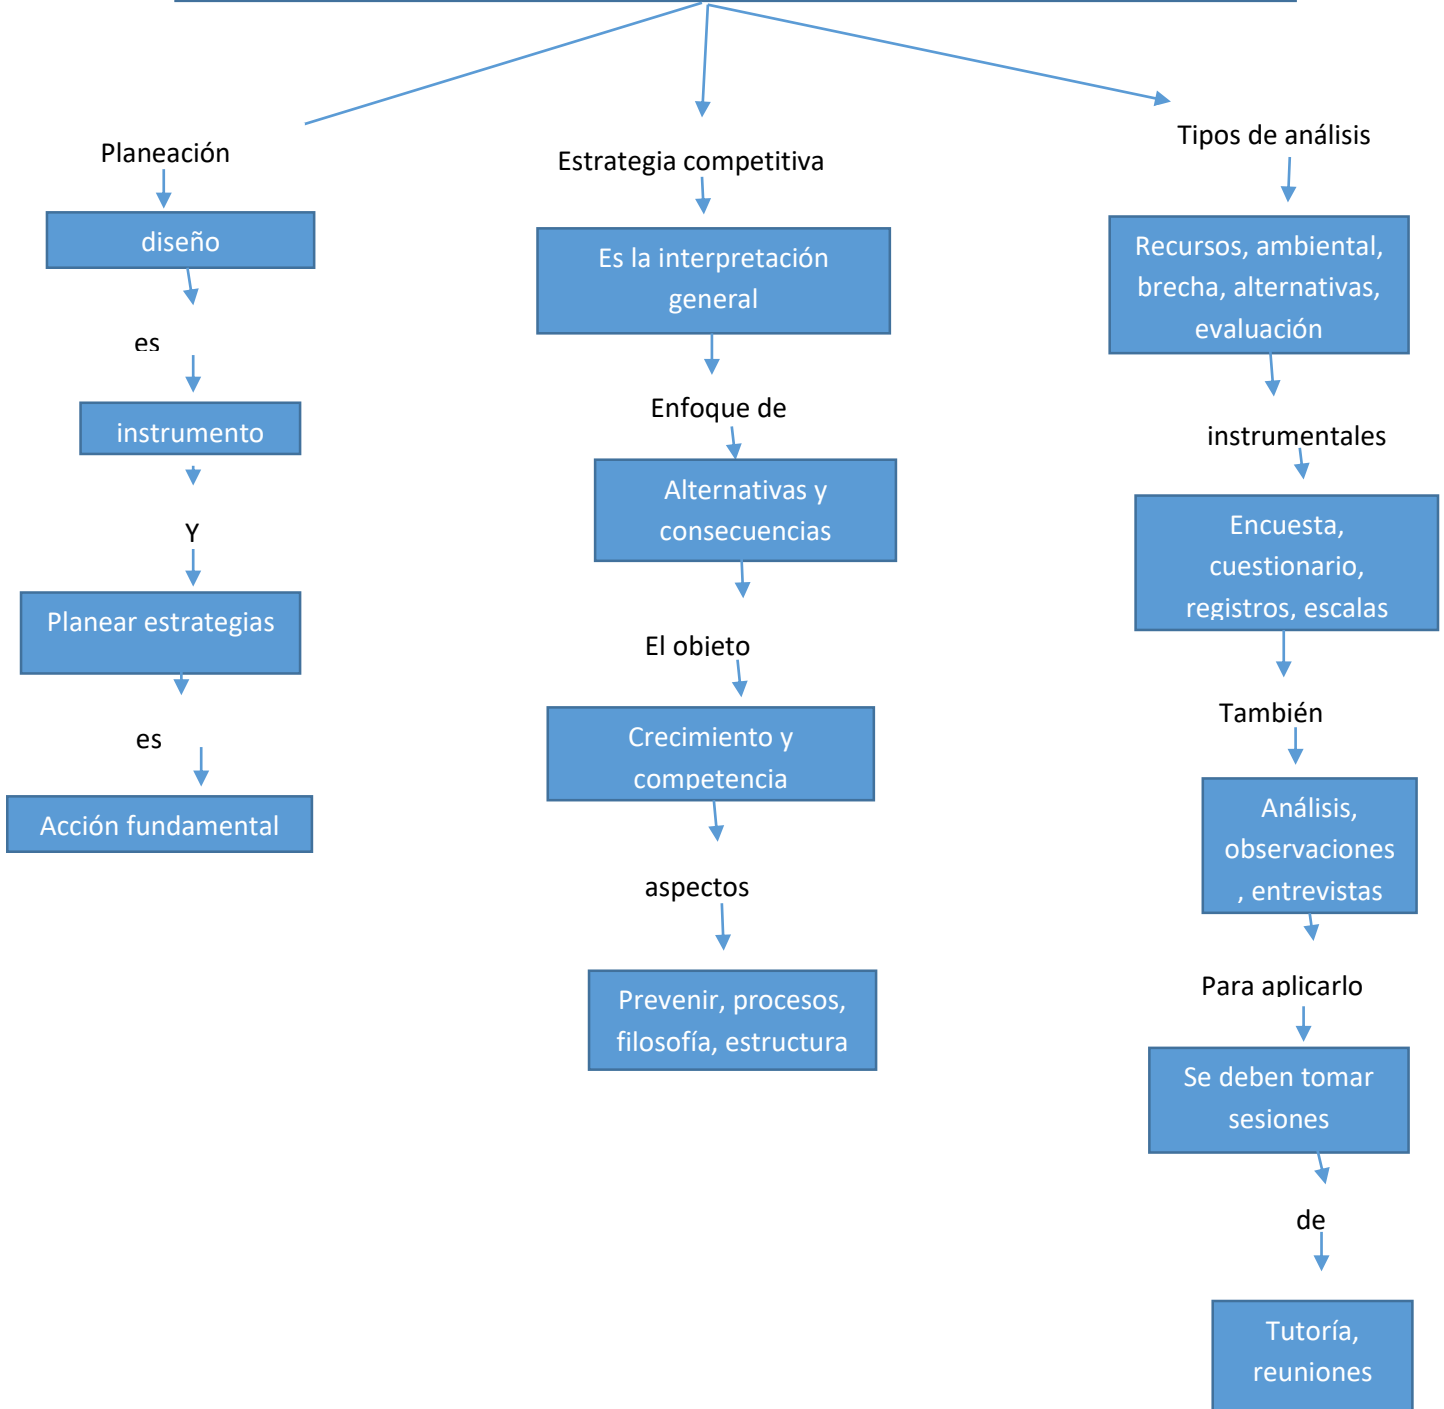 Planeación
diseño
es
instrumento
Y
Planear estrategias
es
Acción fundamental
Estrategia competitiva
Es la interpretación
general
Enfoque de
Alternativas y
consecuencias
El objeto
Crecimiento y
competencia
aspectos
Prevenir, procesos,
filosofía, estructura
Tipos de análisis
Recursos, ambiental,
brecha, alternativas,
evaluación
instrumentales
Encuesta,
cuestionario,
registros, escalas
También
Análisis,
observaciones
, entrevistas
Para aplicarlo
Se deben tomar
sesiones
de
Tutoría,
reuniones